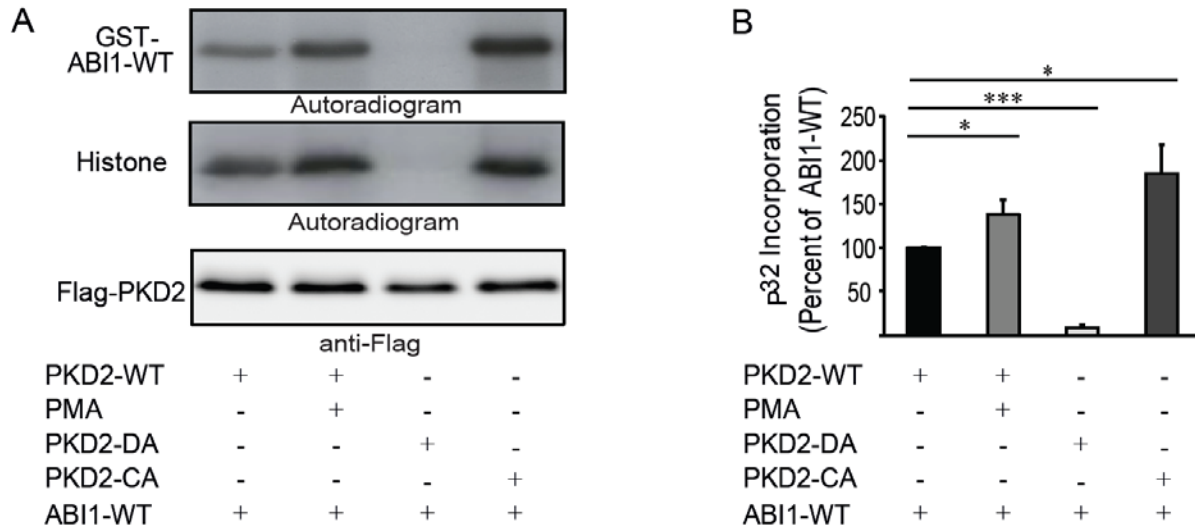 A
GST-
ABI1-WT
Autoradiogram
Histone
Autoradiogram
Flag-PKD2
anti-Flag
PKD2-WT + + - -
PMA - + - -
PKD2-DA - - + -
PKD2-CA - - - +
ABI1-WT + + + +
B
p32 Incorporation
(Percent of ABI1-WT)
250
200
150
100
50
*
***
*
PKD2-WT + + - -
PMA - + - -
PKD2-DA - - + -
PKD2-CA - - - +
ABI1-WT + + + +